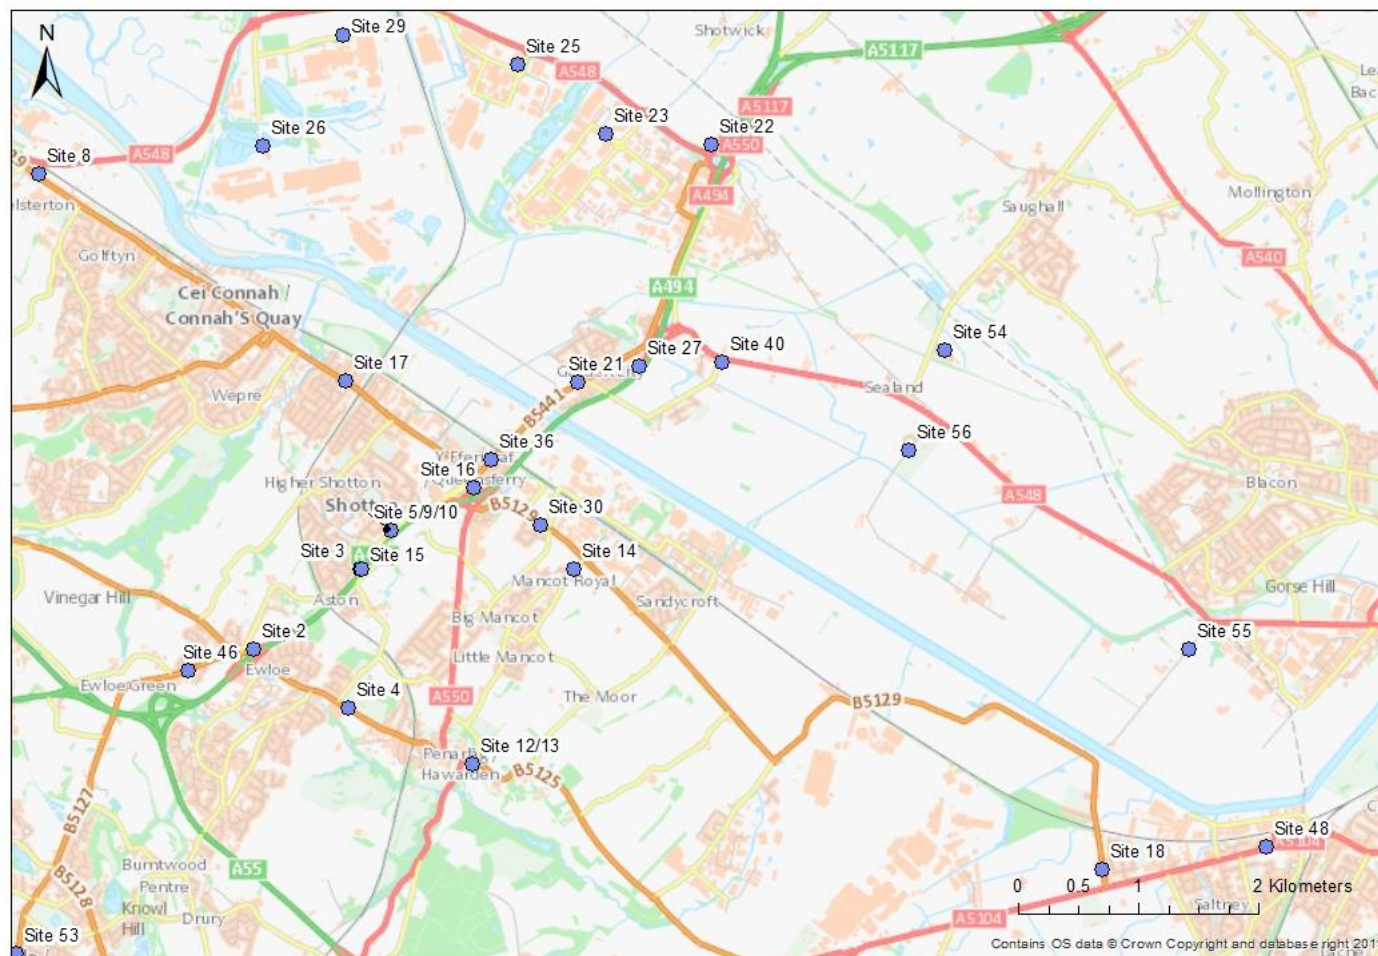 N
Site 29
Site 25
Shotwick
A5117
A548
A5117
Site 23
Site 22
A550
Site 26
A548
Site 8
A494
Mollington
elsterton
Saughall
Golftyn
A540
Cei Connah /
Connah'S Quay
A494
Site 54
Site 40
Site 27
Site 21
Site 17
Sealand
Wepre
B5441
Site 56
Site 36
Site 16
Higher Shotton
Blacon
A548
Site 5/9/10
B5129
Site 30
Site 3
Site 15
Site 14
Mancot Royal
Gorse Hill
Vinegar Hill
Aston
Sandycroft
Big Mancot
Site 2
Site 55
Little Mancot
Site 46
Ewloe
Ewloe Green
A550
The Moor
Site 4
B5129
Site 12/13
Hawarden
B5125
B5127
Site 48
A5104
Burntwood
Pentre
A55
Site 18
B5128
Knowl
Hill
Drury
0 0.5 1 2 Kilometers
Saltney
A5104
Site 53
Contains OS data © Crown Copyright and database right 201